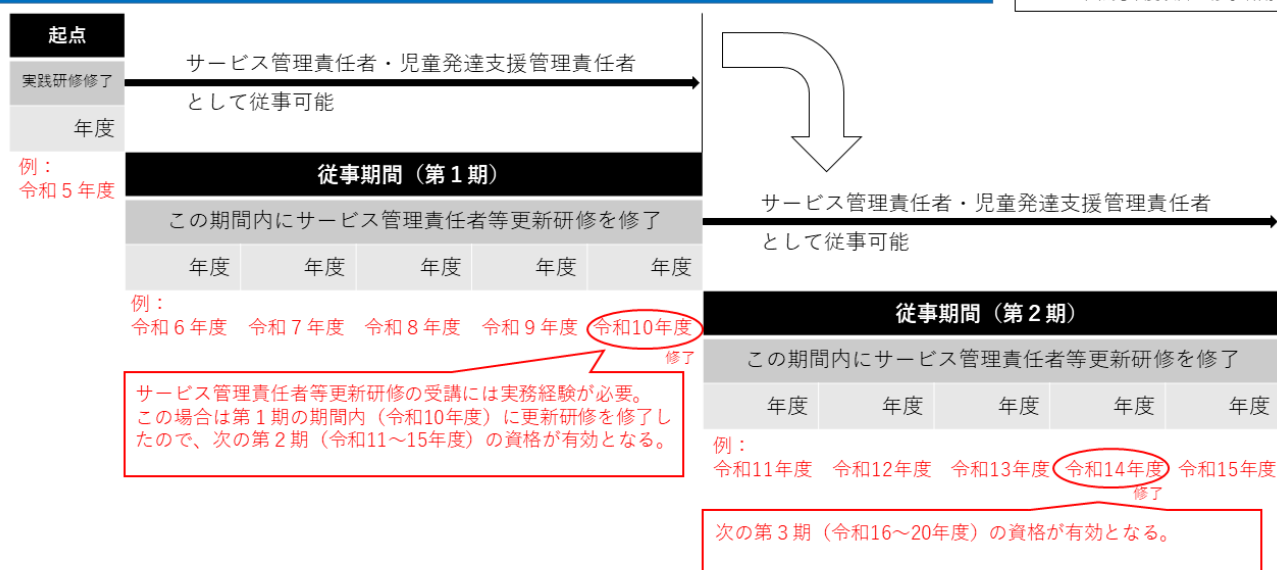 起点
実践研修修了
年度
例：
令和５年度
サービス管理責任者・児童発達支援管理責任者
として従事可能
従事期間（第１期）
この期間内にサービス管理責任者等更新研修を修了
年度 年度 年度 年度 年度
例：
令和６年度 令和７年度 令和８年度 令和９年度 令和10年度
修了
サービス管理責任者等更新研修の受講には実務経験が必要。
この場合は第１期の期間内（令和10年度）に更新研修を修了し
たので、次の第２期（令和11～15年度）の資格が有効となる。
サービス管理責任者・児童発達支援管理責任者
として従事可能
従事期間（第２期）
この期間内にサービス管理責任者等更新研修を修了
年度 年度 年度 年度 年度
例：
令和11年度 令和12年度 令和13年度 令和14年度 令和15年度
修了
次の第３期（令和16～20年度）の資格が有効となる。